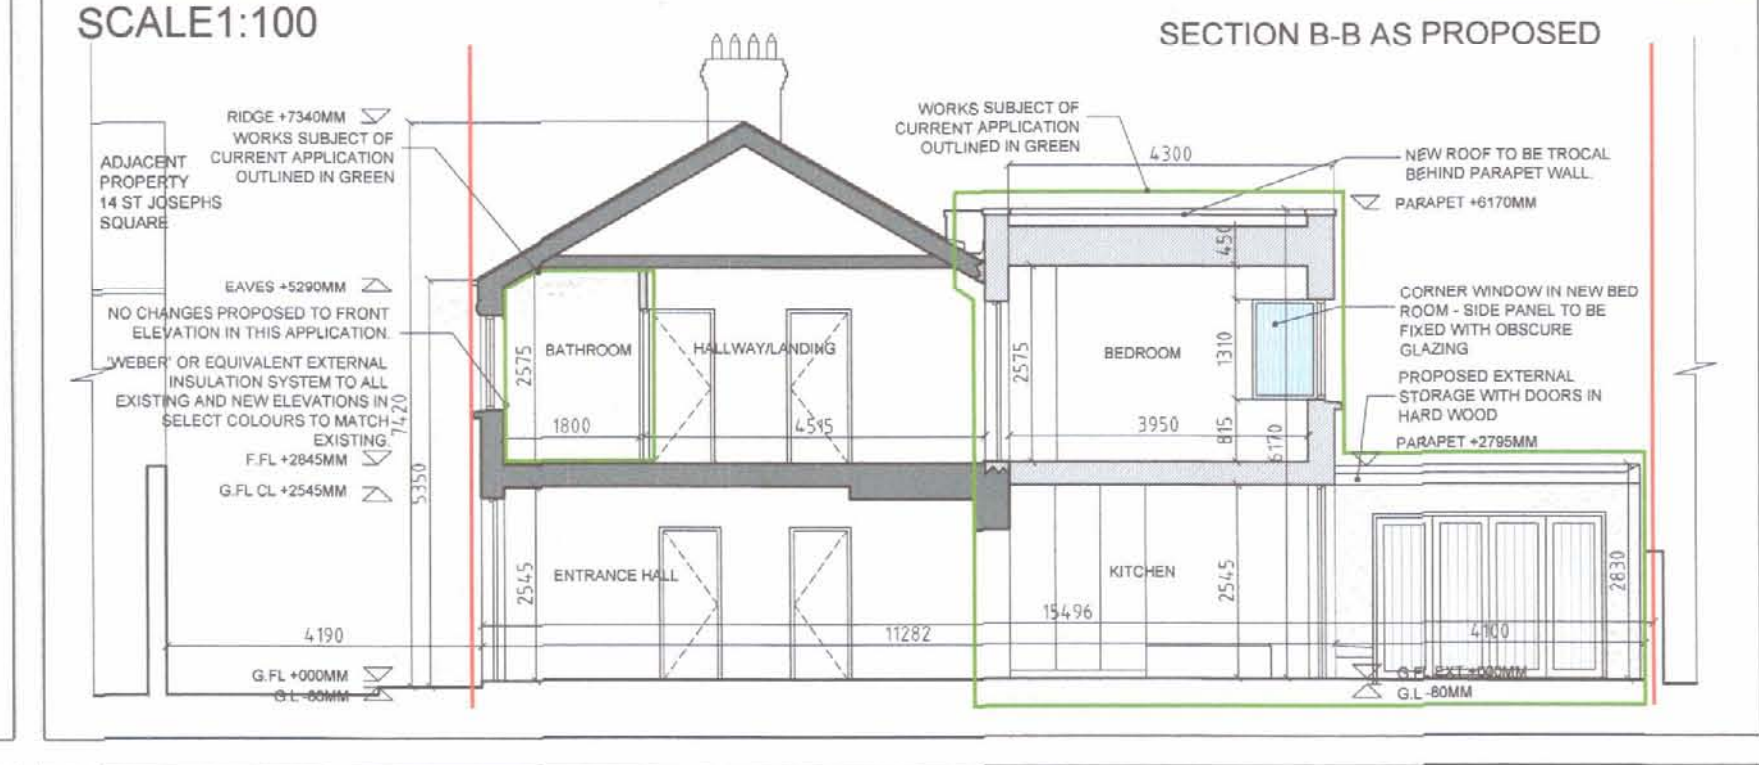 SCALE1:100
SECTION B-B AS PROPOSED
RIDGE +7340MM
WORKS SUBJECT OF
CURRENT APPLICATION
OUTLINED IN GREEN
ADJACENT
PROPERTY
14 ST JOSEPHS
SQUARE
EAVES +5290MM
NO CHANGES PROPOSED TO FRONT
ELEVATION IN THIS APPLICATION.
'WEBER' OR EQUIVALENT EXTERNAL
INSULATION SYSTEM TO ALL
EXISTING AND NEW ELEVATIONS IN
SELECT COLOURS TO MATCH
EXISTING.
F.FL +2845MM
G.FL CL +2545MM
7420
5350
4190
G.FL +000MM
G.L -80MM
WORKS SUBJECT OF
CURRENT APPLICATION
OUTLINED IN GREEN
4300
NEW ROOF TO BE TROCAL
BEHIND PARAPET WALL.
PARAPET +6170MM
450
CORNER WINDOW IN NEW BED
ROOM - SIDE PANEL TO BE
FIXED WITH OBSCURE
GLAZING
PROPOSED EXTERNAL
STORAGE WITH DOORS IN
HARD WOOD
PARAPET +2795MM
2575
BATHROOM
HALLWAY/LANDING
2575
BEDROOM
1310
1800
4515
3950
815
6170
2545
ENTRANCE HALL
KITCHEN
2545
2830
15496
11282
4100
G.FL EXT +000MM
G.L -80MM